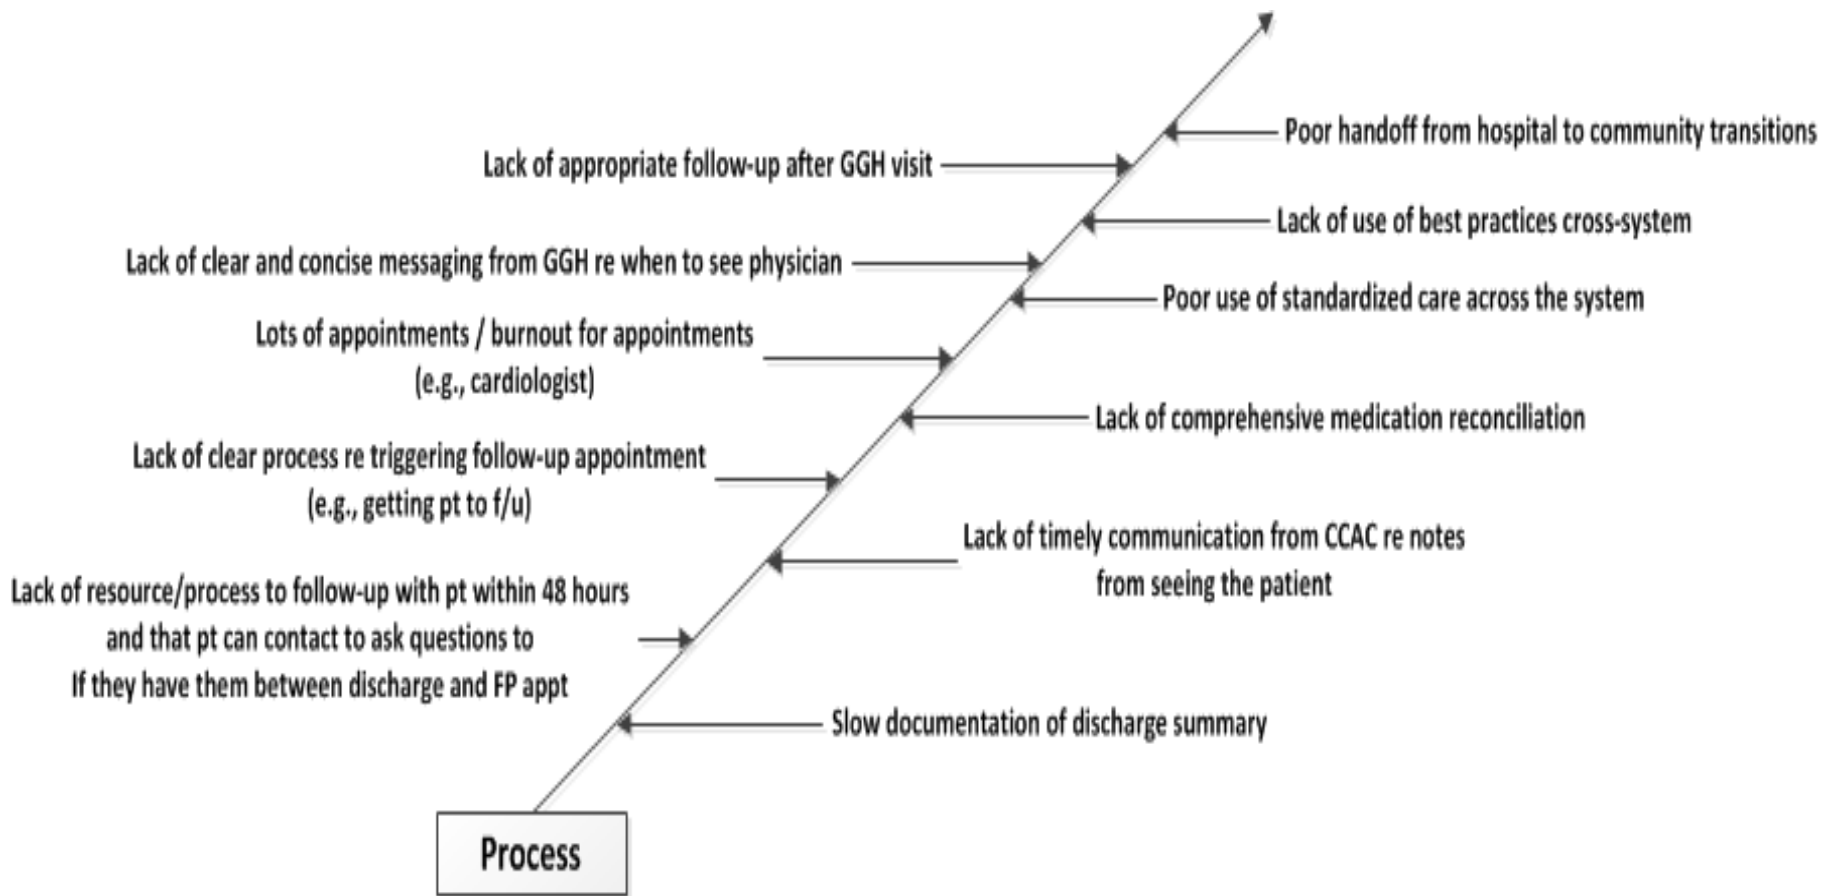 Poor handoff from hospital to community transitions
Lack of appropriate follow-up after GGH visit
Lack of use of best practices cross-system
Lack of clear and concise messaging from GGH re when to see physician
Poor use of standardized care across the system
Lots of appointments / burnout for appointments
(e.g., cardiologist)
Lack of comprehensive medication reconciliation
Lack of clear process re triggering follow-up appointment
(e.g., getting pt to f/u)
Lack of timely communication from CCAC re notes
from seeing the patient
Lack of resource/process to follow-up with pt within 48 hours
and that pt can contact to ask questions to
If they have them between discharge and FP appt
Slow documentation of discharge summary
Process